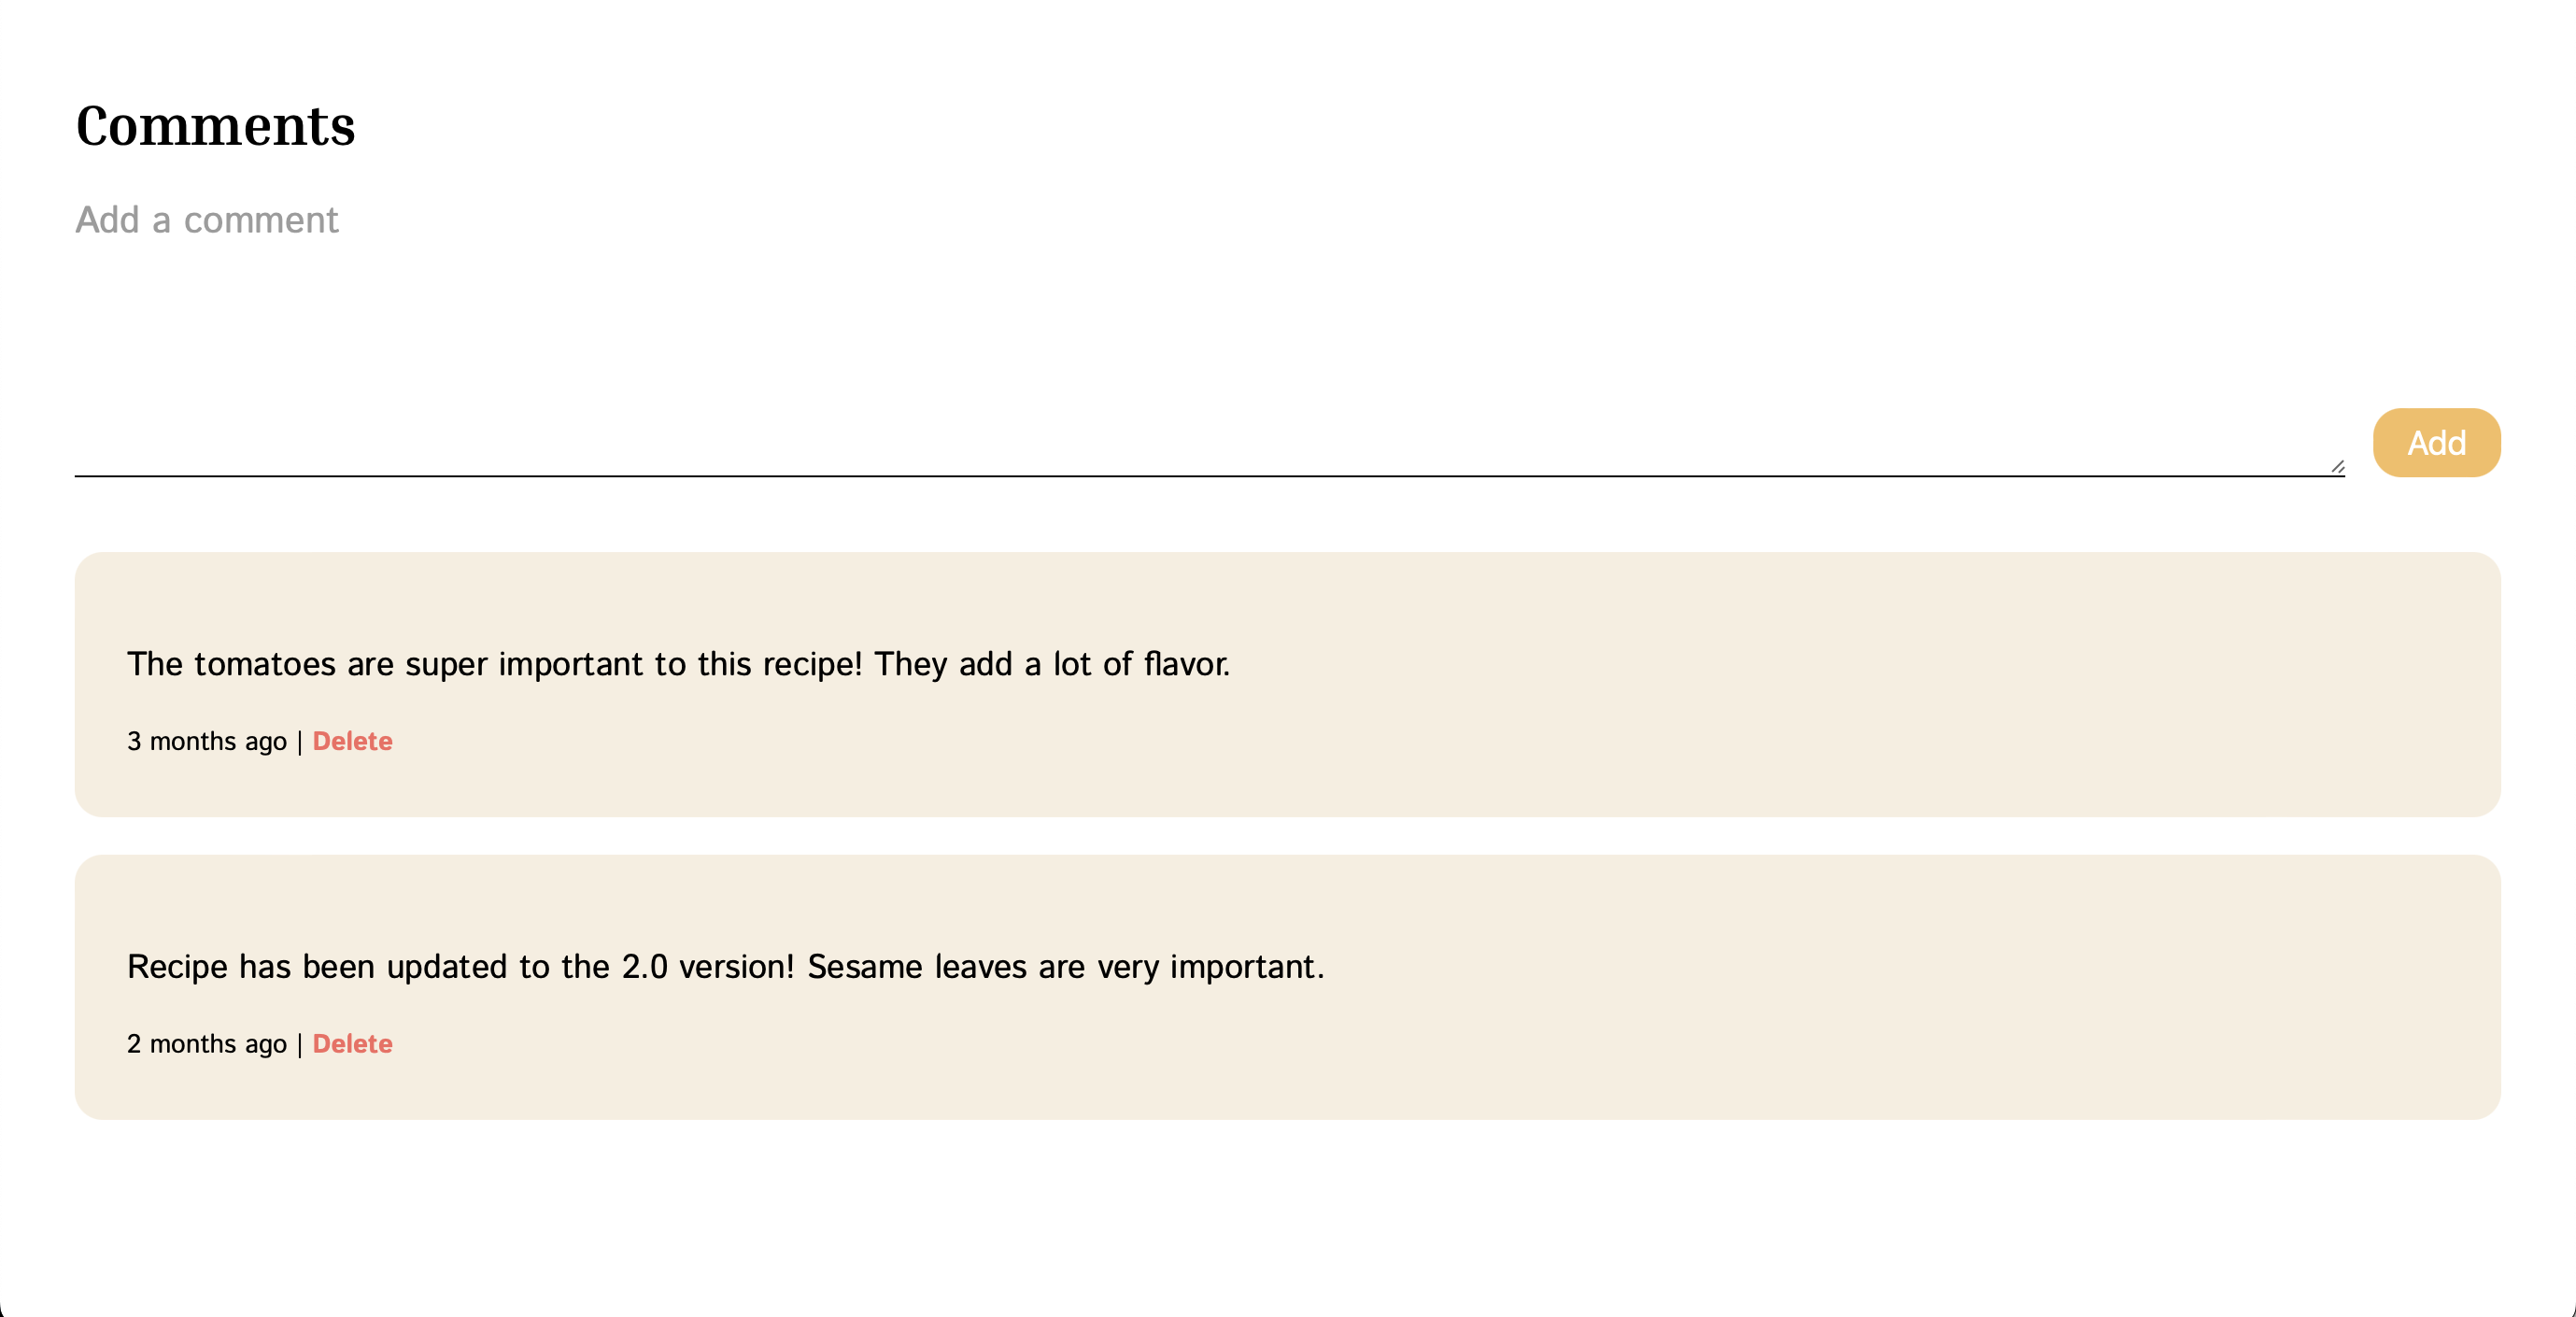 Comments
Add a comment
Add
The tomatoes are super important to this recipe! They add a lot of flavor.
3 months ago | Delete
Recipe has been updated to the 2.0 version! Sesame leaves are very important.
2 months ago | Delete